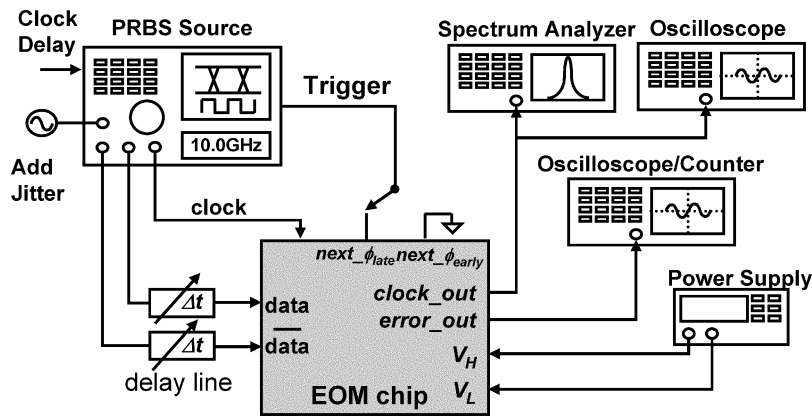 Clock
Delay
PRBS Source
Spectrum Analyzer
Oscilloscope
Trigger
10.0GHz
Add
Jitter
Oscilloscope/Counter
clock
next_ϕlate next_ϕearly
Power Supply
Δt
data
clock_out
error_out
Δt
data
VH
delay line
EOM chip
VL